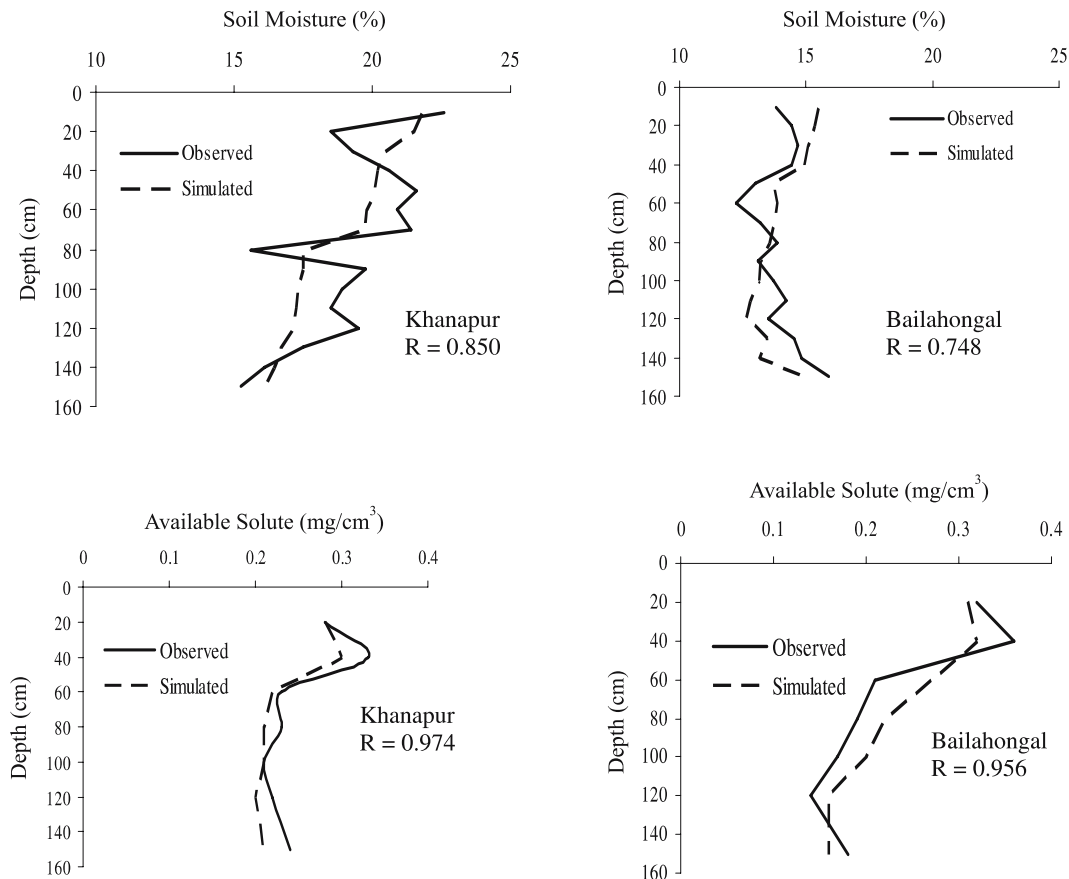 Soil Moisture (%)
10 15 20 25
0
20
40
60
80
100
120
140
160
Depth (cm)
Observed
Simulated
Khanapur
R = 0.850
Soil Moisture (%)
10 15 20 25
0
20
40
60
80
100
120
140
160
Depth (cm)
Observed
Simulated
Bailahongal
R = 0.748
Available Solute (mg/cm³)
0 0.1 0.2 0.3 0.4
0
20
40
60
80
100
120
140
160
Depth (cm)
Observed
Simulated
Khanapur
R = 0.974
Available Solute (mg/cm³)
0 0.1 0.2 0.3 0.4
0
20
40
60
80
100
120
140
160
Depth (cm)
Observed
Simulated
Bailahongal
R = 0.956